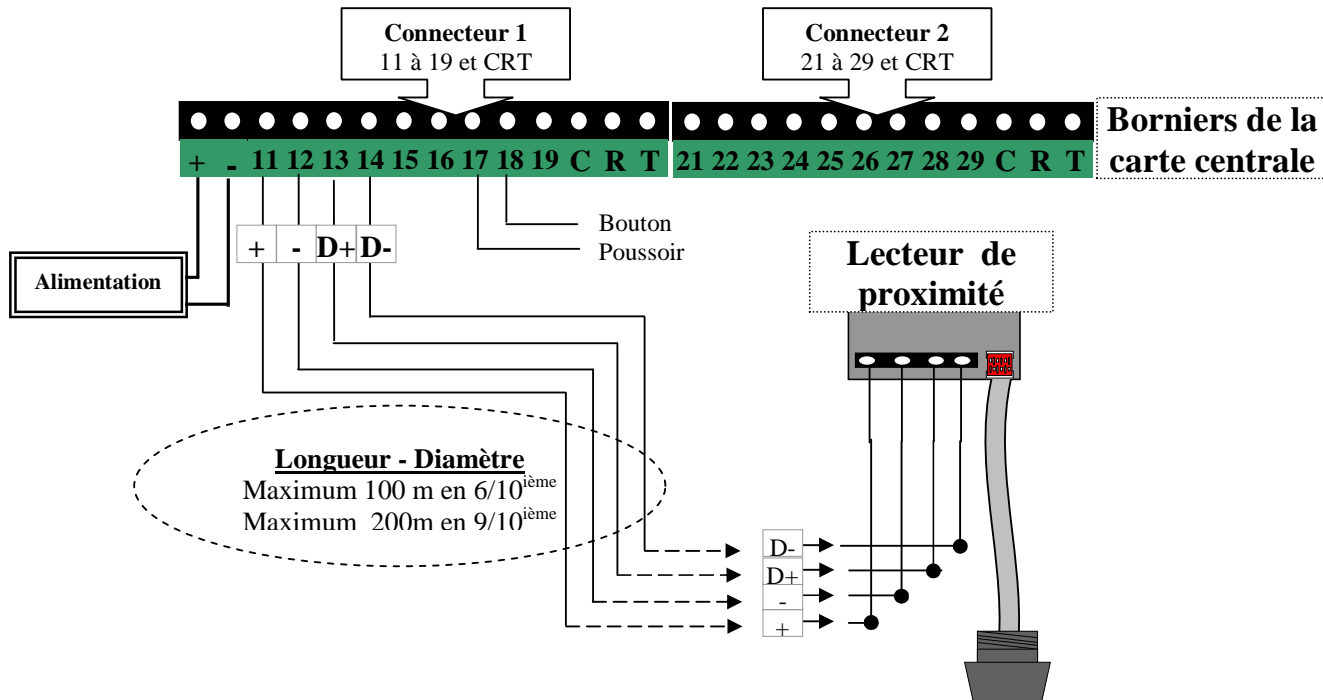 Connecteur 1
11 à 19 et CRT
Connecteur 2
21 à 29 et CRT
+ - 11 12 13 14 15 16 17 18 19 C R T 21 22 23 24 25 26 27 28 29 C R T
Borniers de la
carte centrale
+ - D+ D-
Bouton
Poussoir
Alimentation
Lecteur de
proximité
Longueur - Diamètre
Maximum 100 m en 6/10ième
Maximum 200m en 9/10ième
D-
D+
-
+